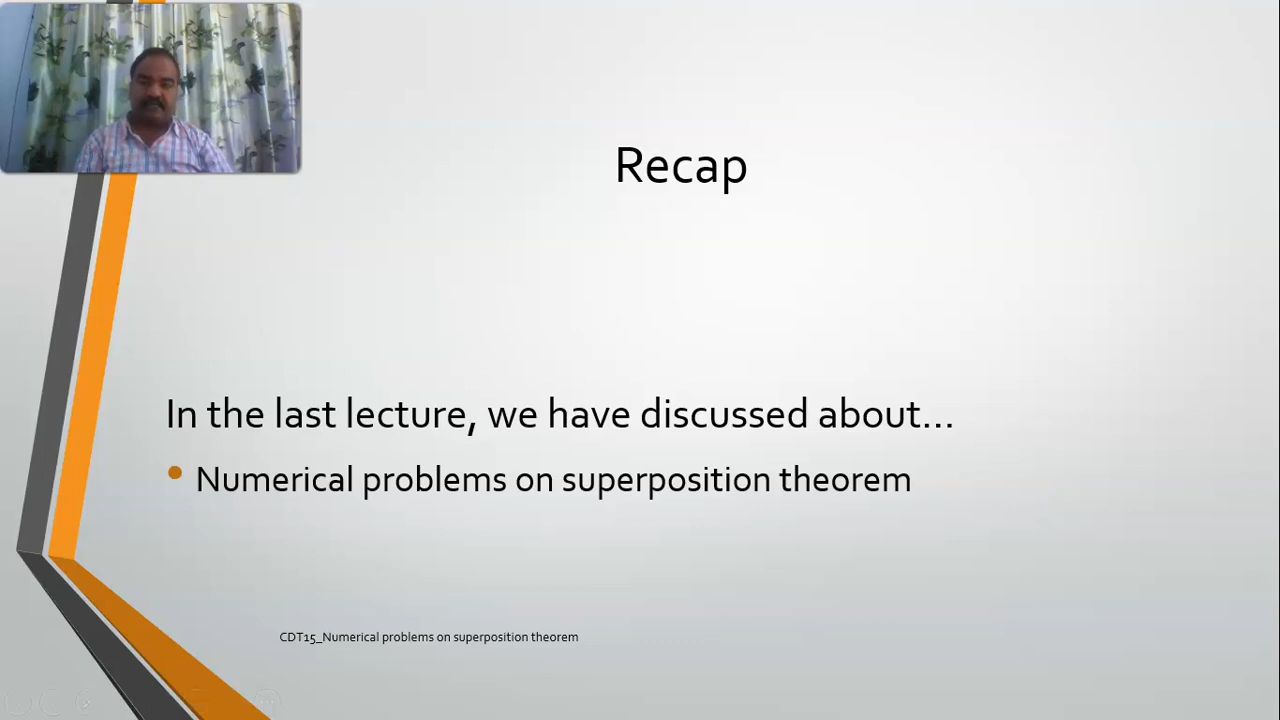 Recap
In the last lecture, we have discussed about...
Numerical problems on superposition theorem
CDT15_Numerical problems on superposition theorem